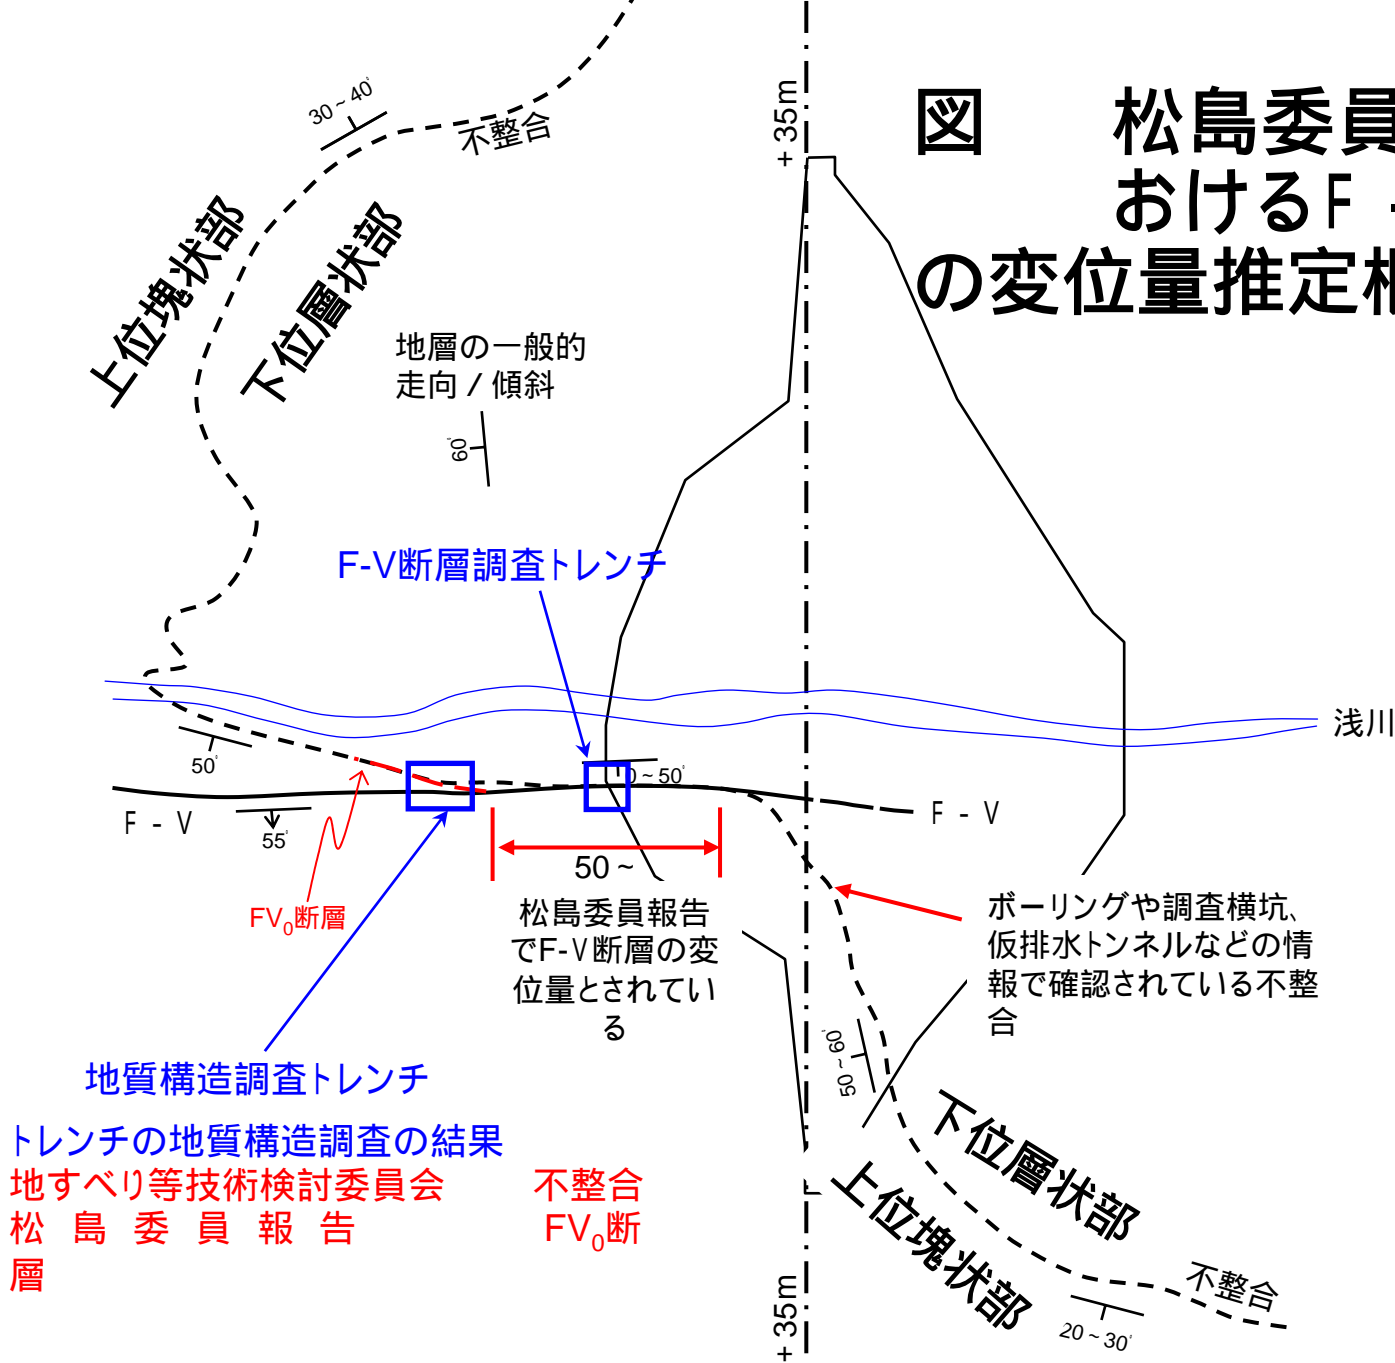 図 松島委員
おけるF -
の変位量推定根
+35m
30~40°
不整合
上位塊状部
下位層状部
地層の一般的
走向/傾斜
60°
F-V断層調査トレンチ
浅川
50°
0~50°
F - V
55°
F - V
50~
FV₀断層
松島委員報告
でF-V断層の変
位量とされてい
る
ボーリングや調査横坑、
仮排水トンネルなどの情
報で確認されている不整
合
50~60°
地質構造調査トレンチ
トレンチの地質構造調査の結果
地すべり等技術検討委員会 不整合
松島委員報告 FV₀断
層
下位層状部
上位塊状部
不整合
20~30°
+35m